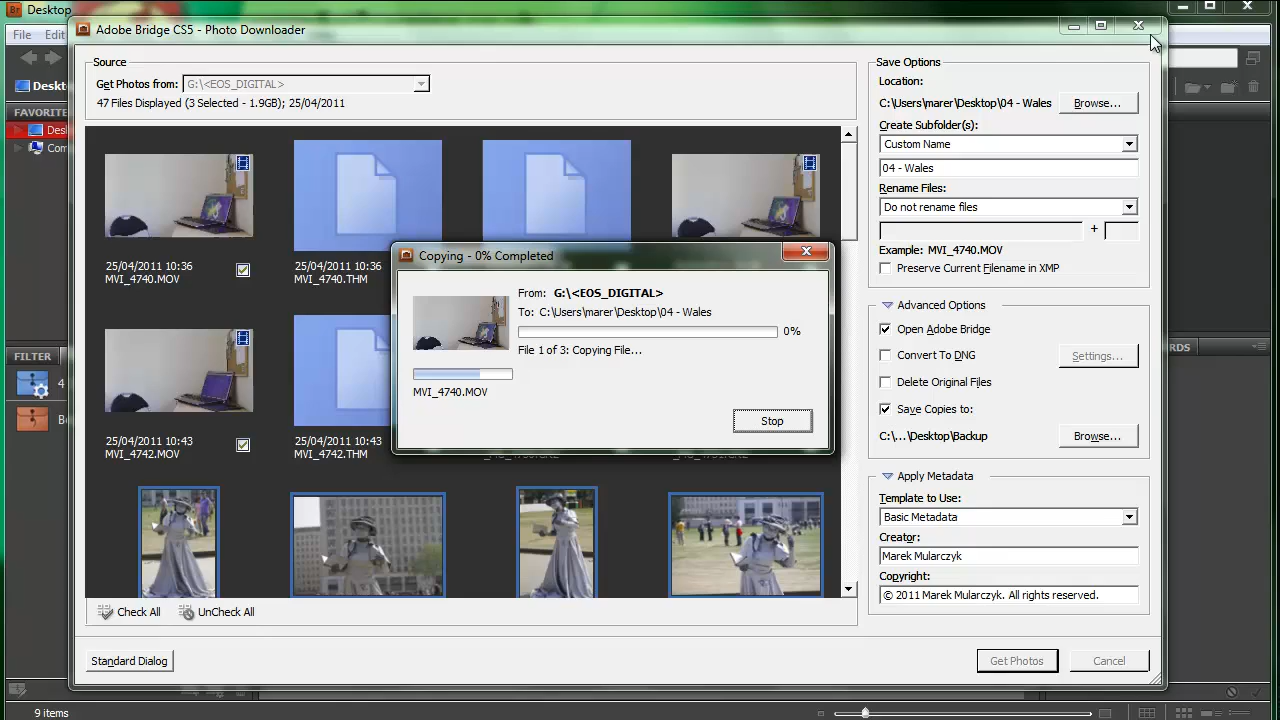 Br Desktop
File Edit
Adobe Bridge CS5 - Photo Downloader
Source
Get Photos from: G:\<EOS_DIGITAL>
47 Files Displayed (3 Selected - 1.9GB); 25/04/2011
25/04/2011 10:36
MVI_4740.MOV
25/04/2011 10:36
MVI_4740.THM
25/04/2011 10:43
MVI_4742.MOV
25/04/2011 10:43
MVI_4742.THM
Check All
UnCheck All
Standard Dialog
Copying - 0% Completed
From: G:\<EOS_DIGITAL>
To: C:\Users\marer\Desktop\04 - Wales
0%
File 1 of 3: Copying File...
MVI_4740.MOV
Stop
Save Options
Location:
C:\Users\marer\Desktop\04 - Wales
Browse...
Create Subfolder(s):
Custom Name
04 - Wales
Rename Files:
Do not rename files
+
Example: MVI_4740.MOV
Preserve Current Filename in XMP
Advanced Options
Open Adobe Bridge
Convert To DNG
Settings...
Delete Original Files
Save Copies to:
C:\...\Desktop\Backup
Browse...
Apply Metadata
Template to Use:
Basic Metadata
Creator:
Marek Mularczyk
Copyright:
© 2011 Marek Mularczyk. All rights reserved.
Get Photos
Cancel
Deskto
FAVORITE
Des
Com
FILTER
4
B
RDS
9 items